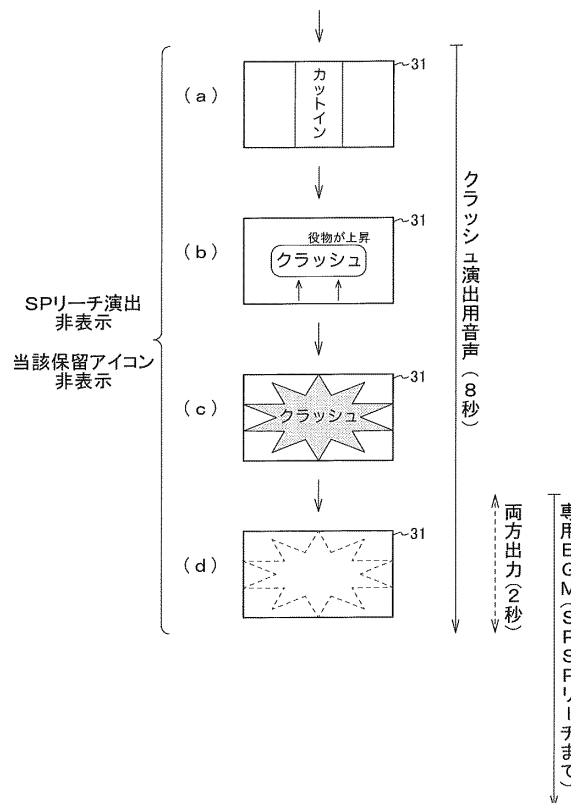 31
(a)
カットイン
31
(b)
役物が上昇
クラッシュ
SPリーチ演出
非表示
当該保留アイコン
非表示
31
(c)
クラッシュ
31
(d)
クラッシュ演出用音声(8秒)
両方出力(2秒)
専用BGM(SPSPリーチまで)